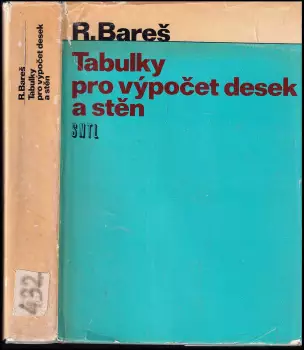 R. Bareš
Tabulky
pro výpočet desek
a stěn
SNTL
R. Bareš
Tabulky
pro výpočet desek
a stěn
432